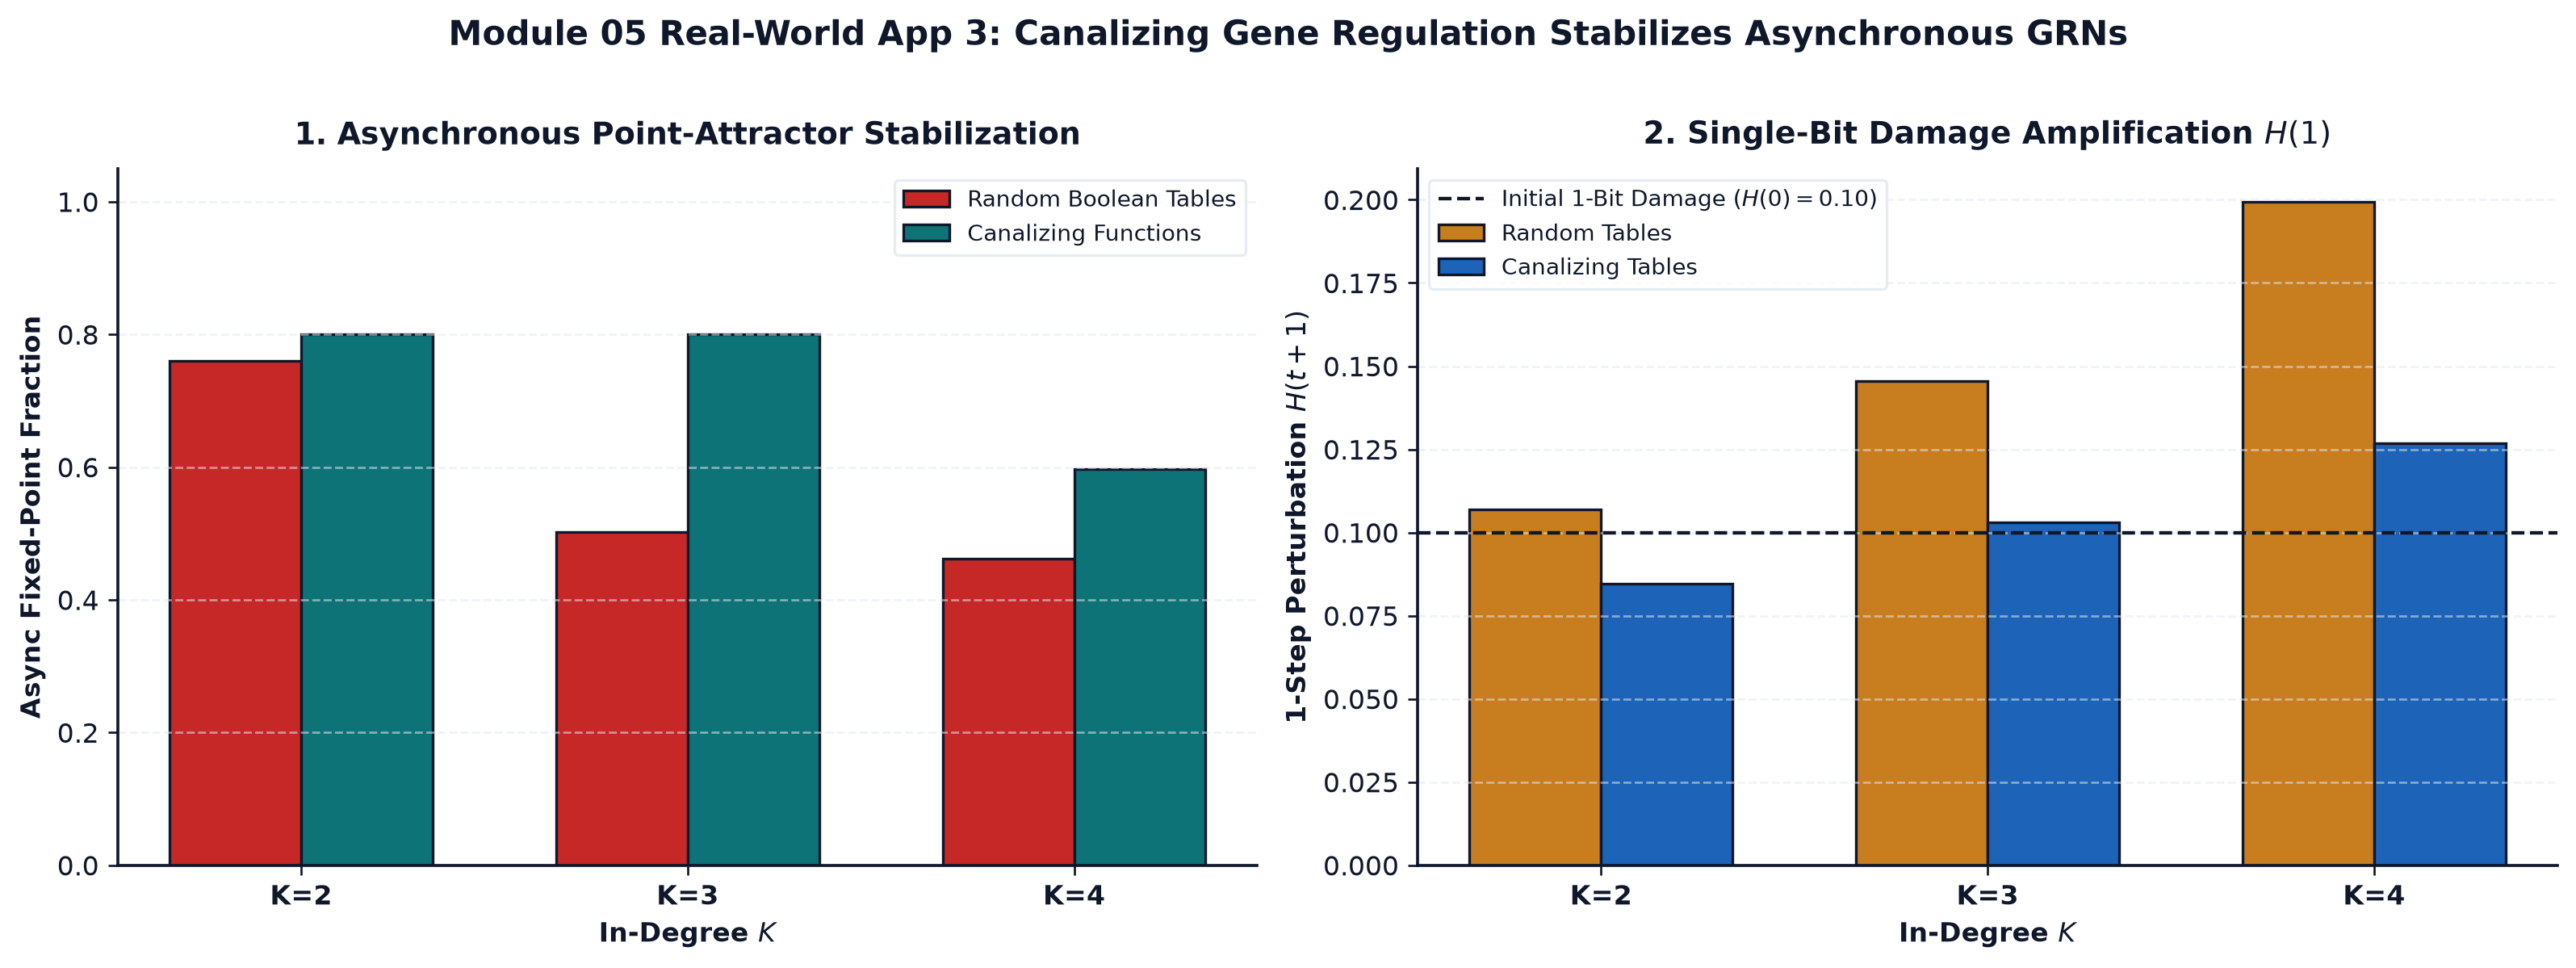 Module 05 Real-World App 3: Canalizing Gene Regulation Stabilizes Asynchronous GRNs
1. Asynchronous Point-Attractor Stabilization
Async Fixed-Point Fraction
1.0
0.8
0.6
0.4
0.2
0.0
Random Boolean Tables
Canalizing Functions
K=2
K=3
K=4
In-Degree K
2. Single-Bit Damage Amplification H(1)
1-Step Perturbation H(t + 1)
0.200
0.175
0.150
0.125
0.100
0.075
0.050
0.025
0.000
Initial 1-Bit Damage (H(0) = 0.10)
Random Tables
Canalizing Tables
K=2
K=3
K=4
In-Degree K